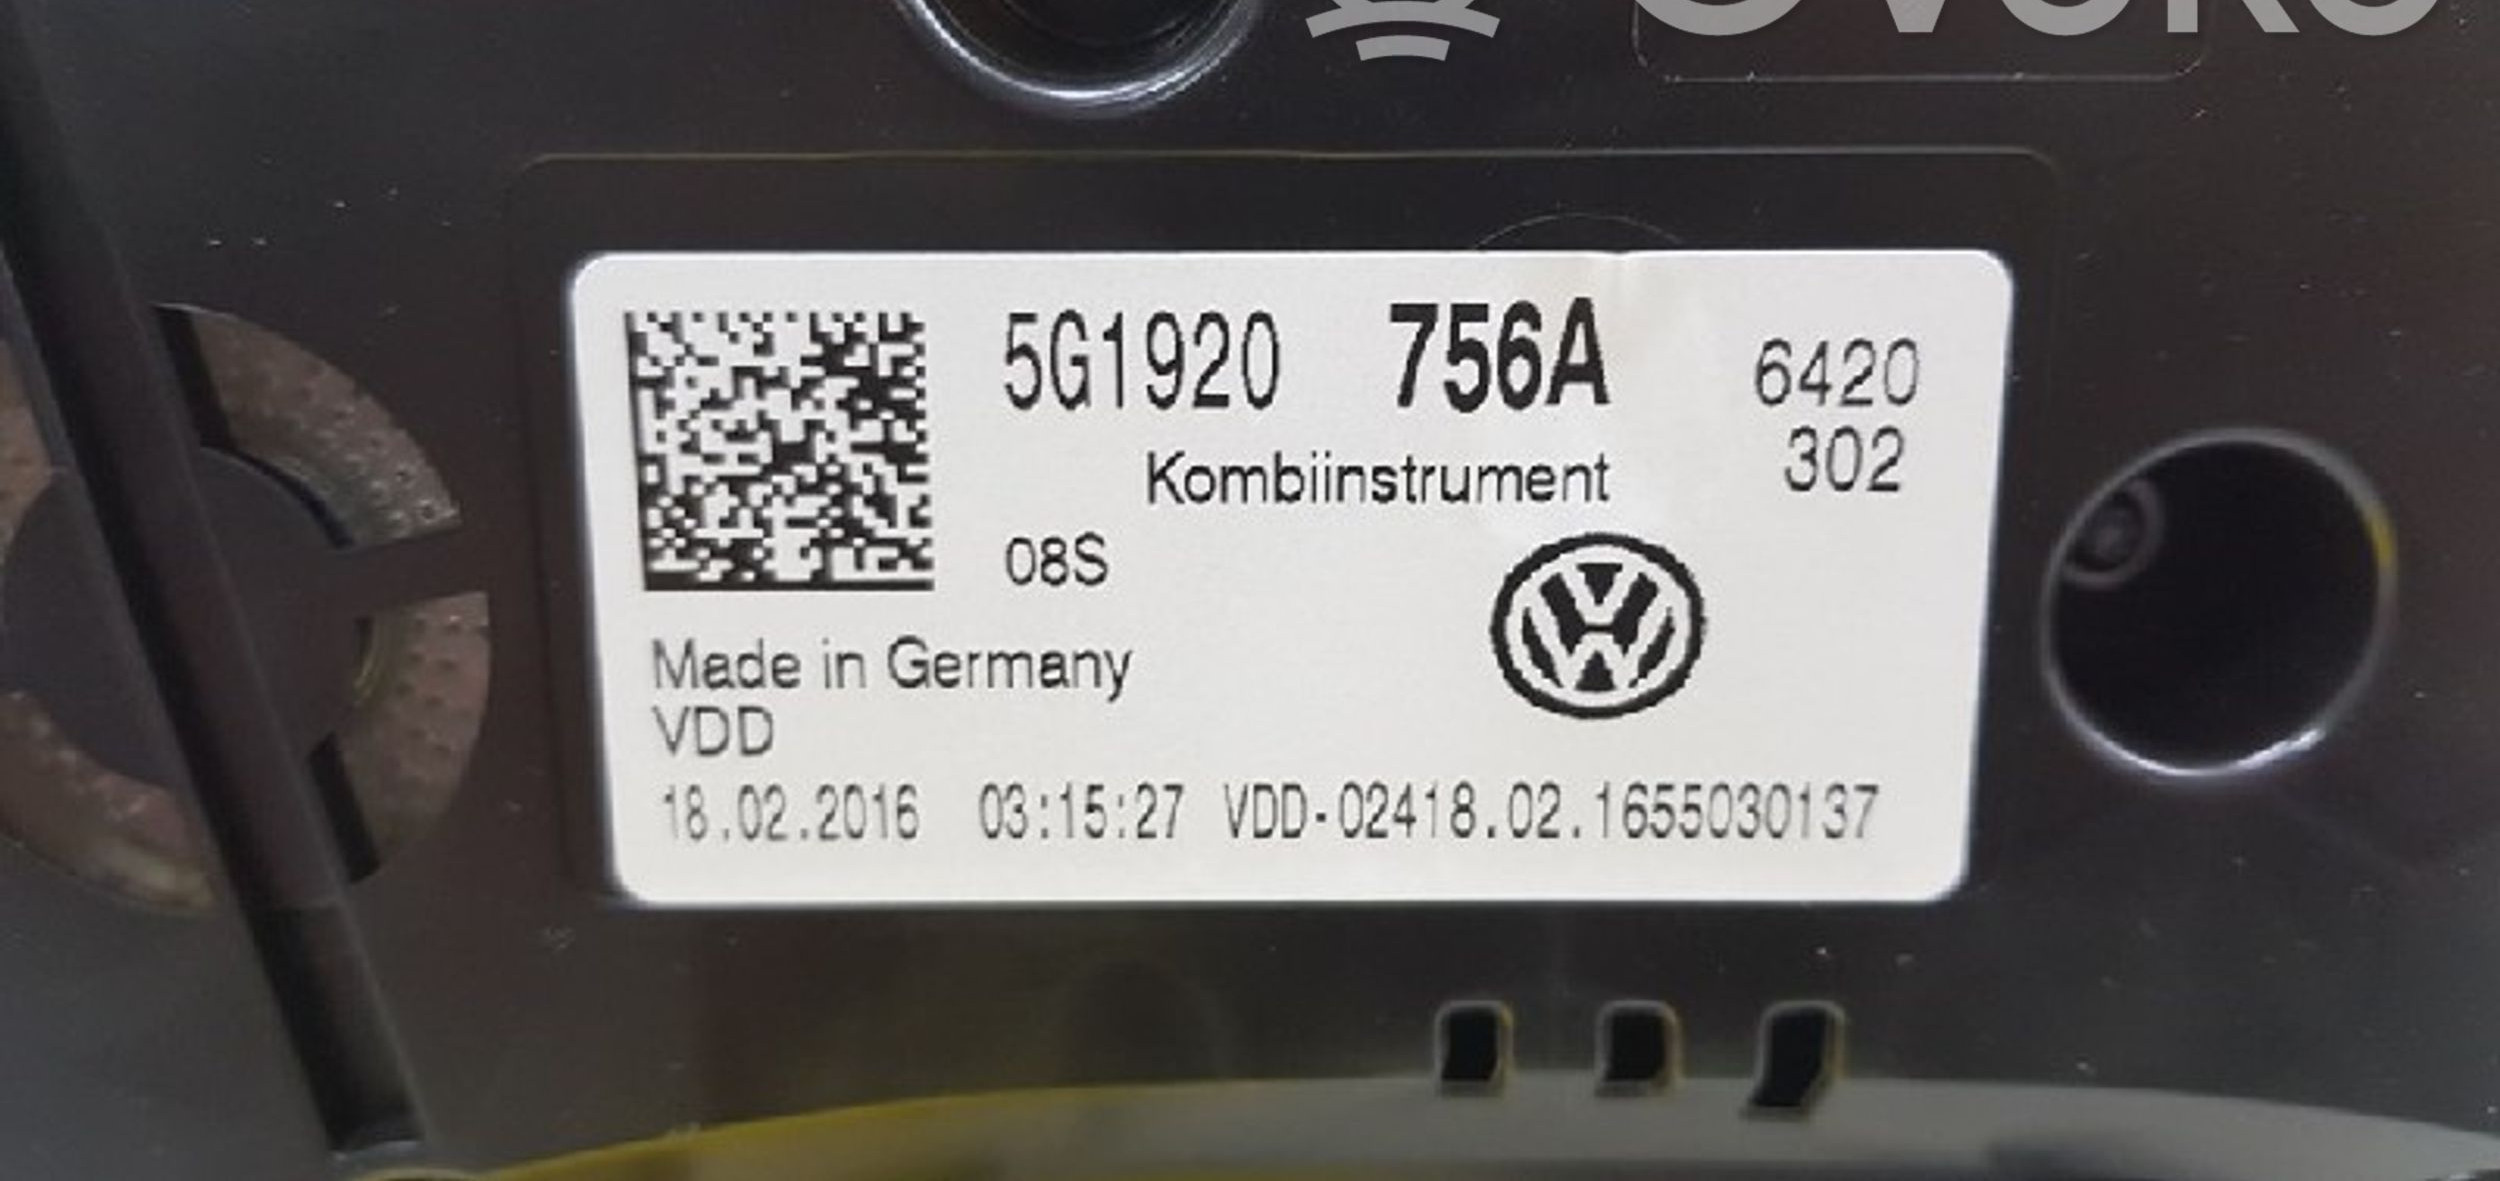 5G1920 756A 6420
302
Kombiinstrument
08S
Made in Germany
VDD
18.02.2016 03:15:27 VDD-02418.02.1655030137